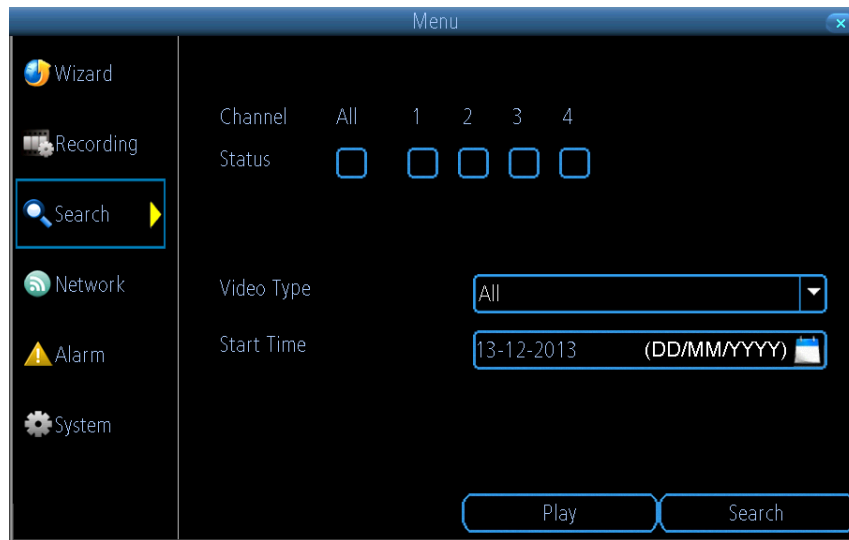 Menu
Wizard
Recording
Search
Network
Alarm
System
Channel All 1 2 3 4
Status
Video Type All
Start Time 13-12-2013 (DD/MM/YYYY)
Play Search